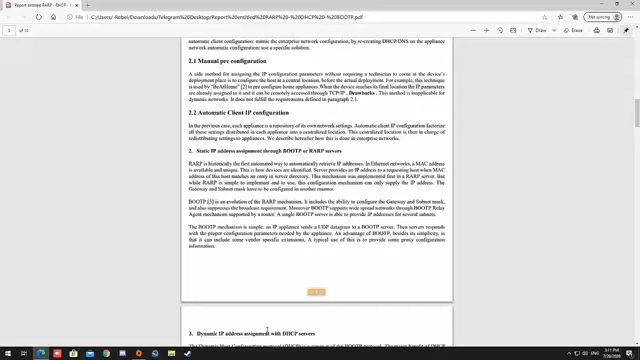 Report entitled RARP - DHCP -
C:/Users/-Rebel/Downloads/Telegram%20Desktop/Report%20entitled%20RARP%20-%20DHCP%20-%20BOOTP.pdf
Not syncing
1 of 10
Draw
Erase
automatic client configuration: mimic the enterprise network configuration, by re-creating DHCP/DNS on the appliance
network automatic configuration: use a specific solution.
2.1 Manual pre configuration
A side method for assigning the IP configuration parameters without requiring a technician to come at the device's
deployment place is to configure the host at a central location, before the actual deployment. For example, this technique
is used by "BeAtHome" [2] to pre configure home appliances. When the device reaches its final location the IP parameters
are already assigned to it and it can be remotely accessed through TCP/IP. Drawbacks. This method is inapplicable for
dynamic networks. It does not fulfill the requirements defined in paragraph 2.1.
2.2 Automatic Client IP configuration
In the previous case, each appliance is a repository of its own network settings. Automatic client IP configuration factorize
all these settings distributed in each appliance into a centralized location. This centralized location is then in charge of
redistributing settings to appliances. We describe hereafter how this is done in enterprise networks.
2. Static IP address assignment through BOOTP or RARP servers
RARP is historically the first automated way to automatically retrieve IP addresses. In Ethernet networks, a MAC address
is available and unique. This is how devices are identified. Server provides an IP address to a requesting host when MAC
address of this host matches an entry in server directory. This mechanism was implemented first in a RARP server. But
while RARP is simple to implement and to use, this configuration mechanism can only supply the IP address. The
Gateway and Subnet mask have to be configured in another manner.
BOOTP [3] is an evolution of the RARP mechanism, it includes the ability to configure the Gateway and Subnet mask,
and also suppresses the broadcast requirement. Moreover BOOTP supports wide spread networks through BOOTP Relay
Agent mechanism supported by a router. A single BOOTP server is able to provide IP addresses for several subnets.
The BOOTP mechanism is simple: an IP appliance sends a UDP datagram to a BOOTP server. Then servers responds
with the proper configuration parameters needed by the appliance. An advantage of BOOTP, besides its simplicity, is
that it can include some vendor specific extensions, A typical use of this is to provide some proxy configuration
information.
3. Dynamic IP address assignment with DHCP servers
3:11 PM
7/20/2020